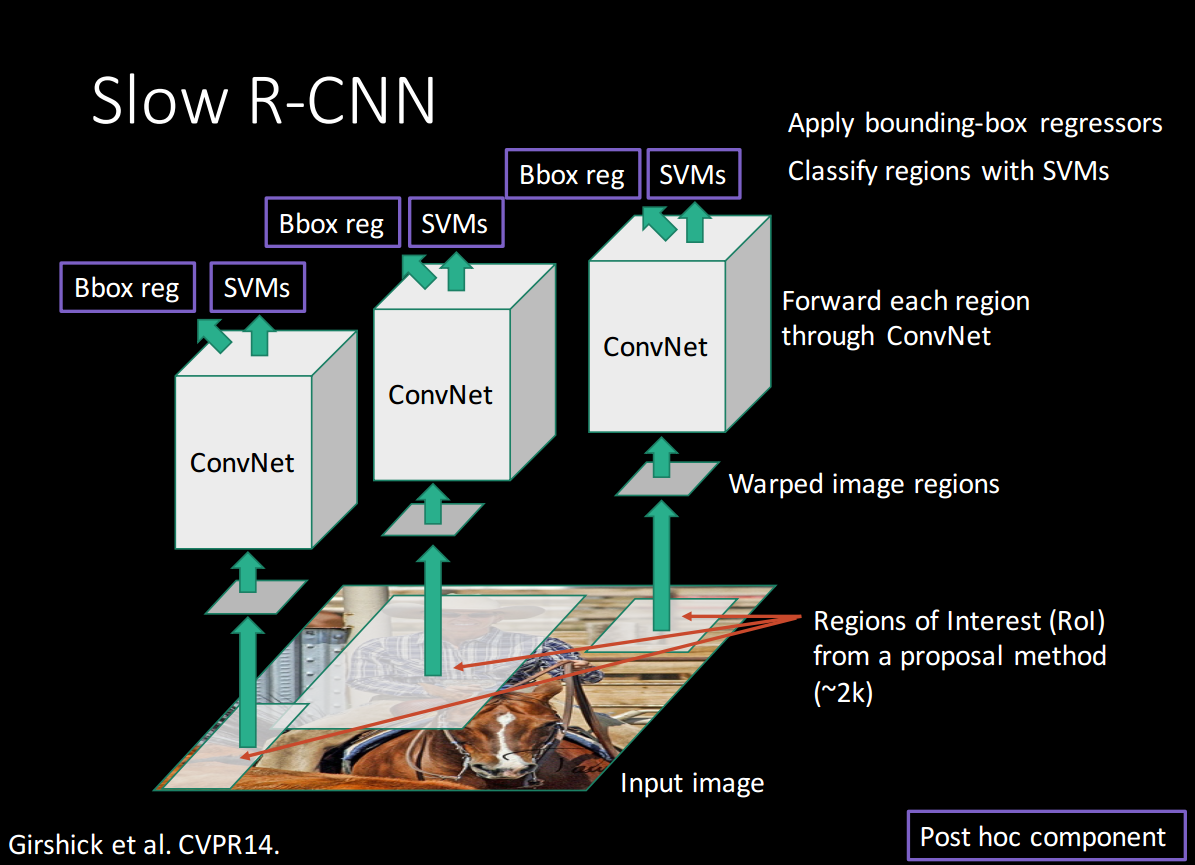 Slow R-CNN
Apply bounding-box regressors
Classify regions with SVMs
Bbox reg
SVMs
Bbox reg
SVMs
Bbox reg
SVMs
Forward each region
through ConvNet
ConvNet
ConvNet
ConvNet
Warped image regions
Regions of Interest (RoI)
from a proposal method
(~2k)
Input image
Girshick et al. CVPR14.
Post hoc component